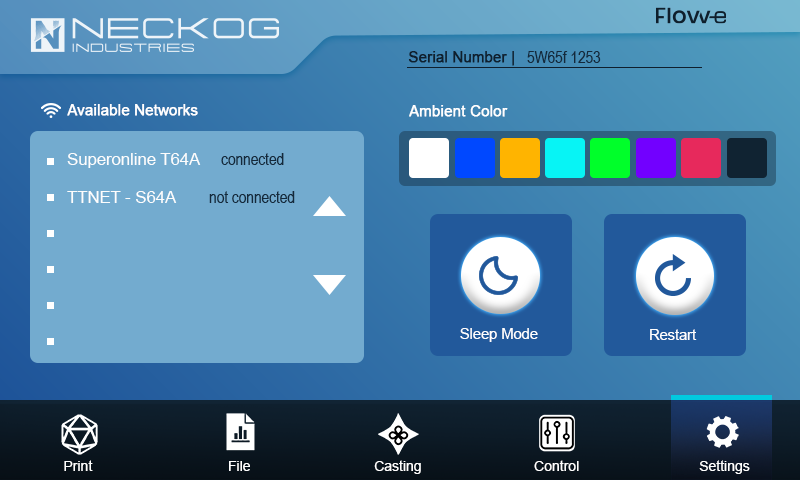 NECKOG
INDUSTRIES
Flowe
Serial Number | 5W65f 1253
Available Networks
Superonline T64A connected
TTNET - S64A not connected
Ambient Color
Sleep Mode
Restart
Print
File
Casting
Control
Settings